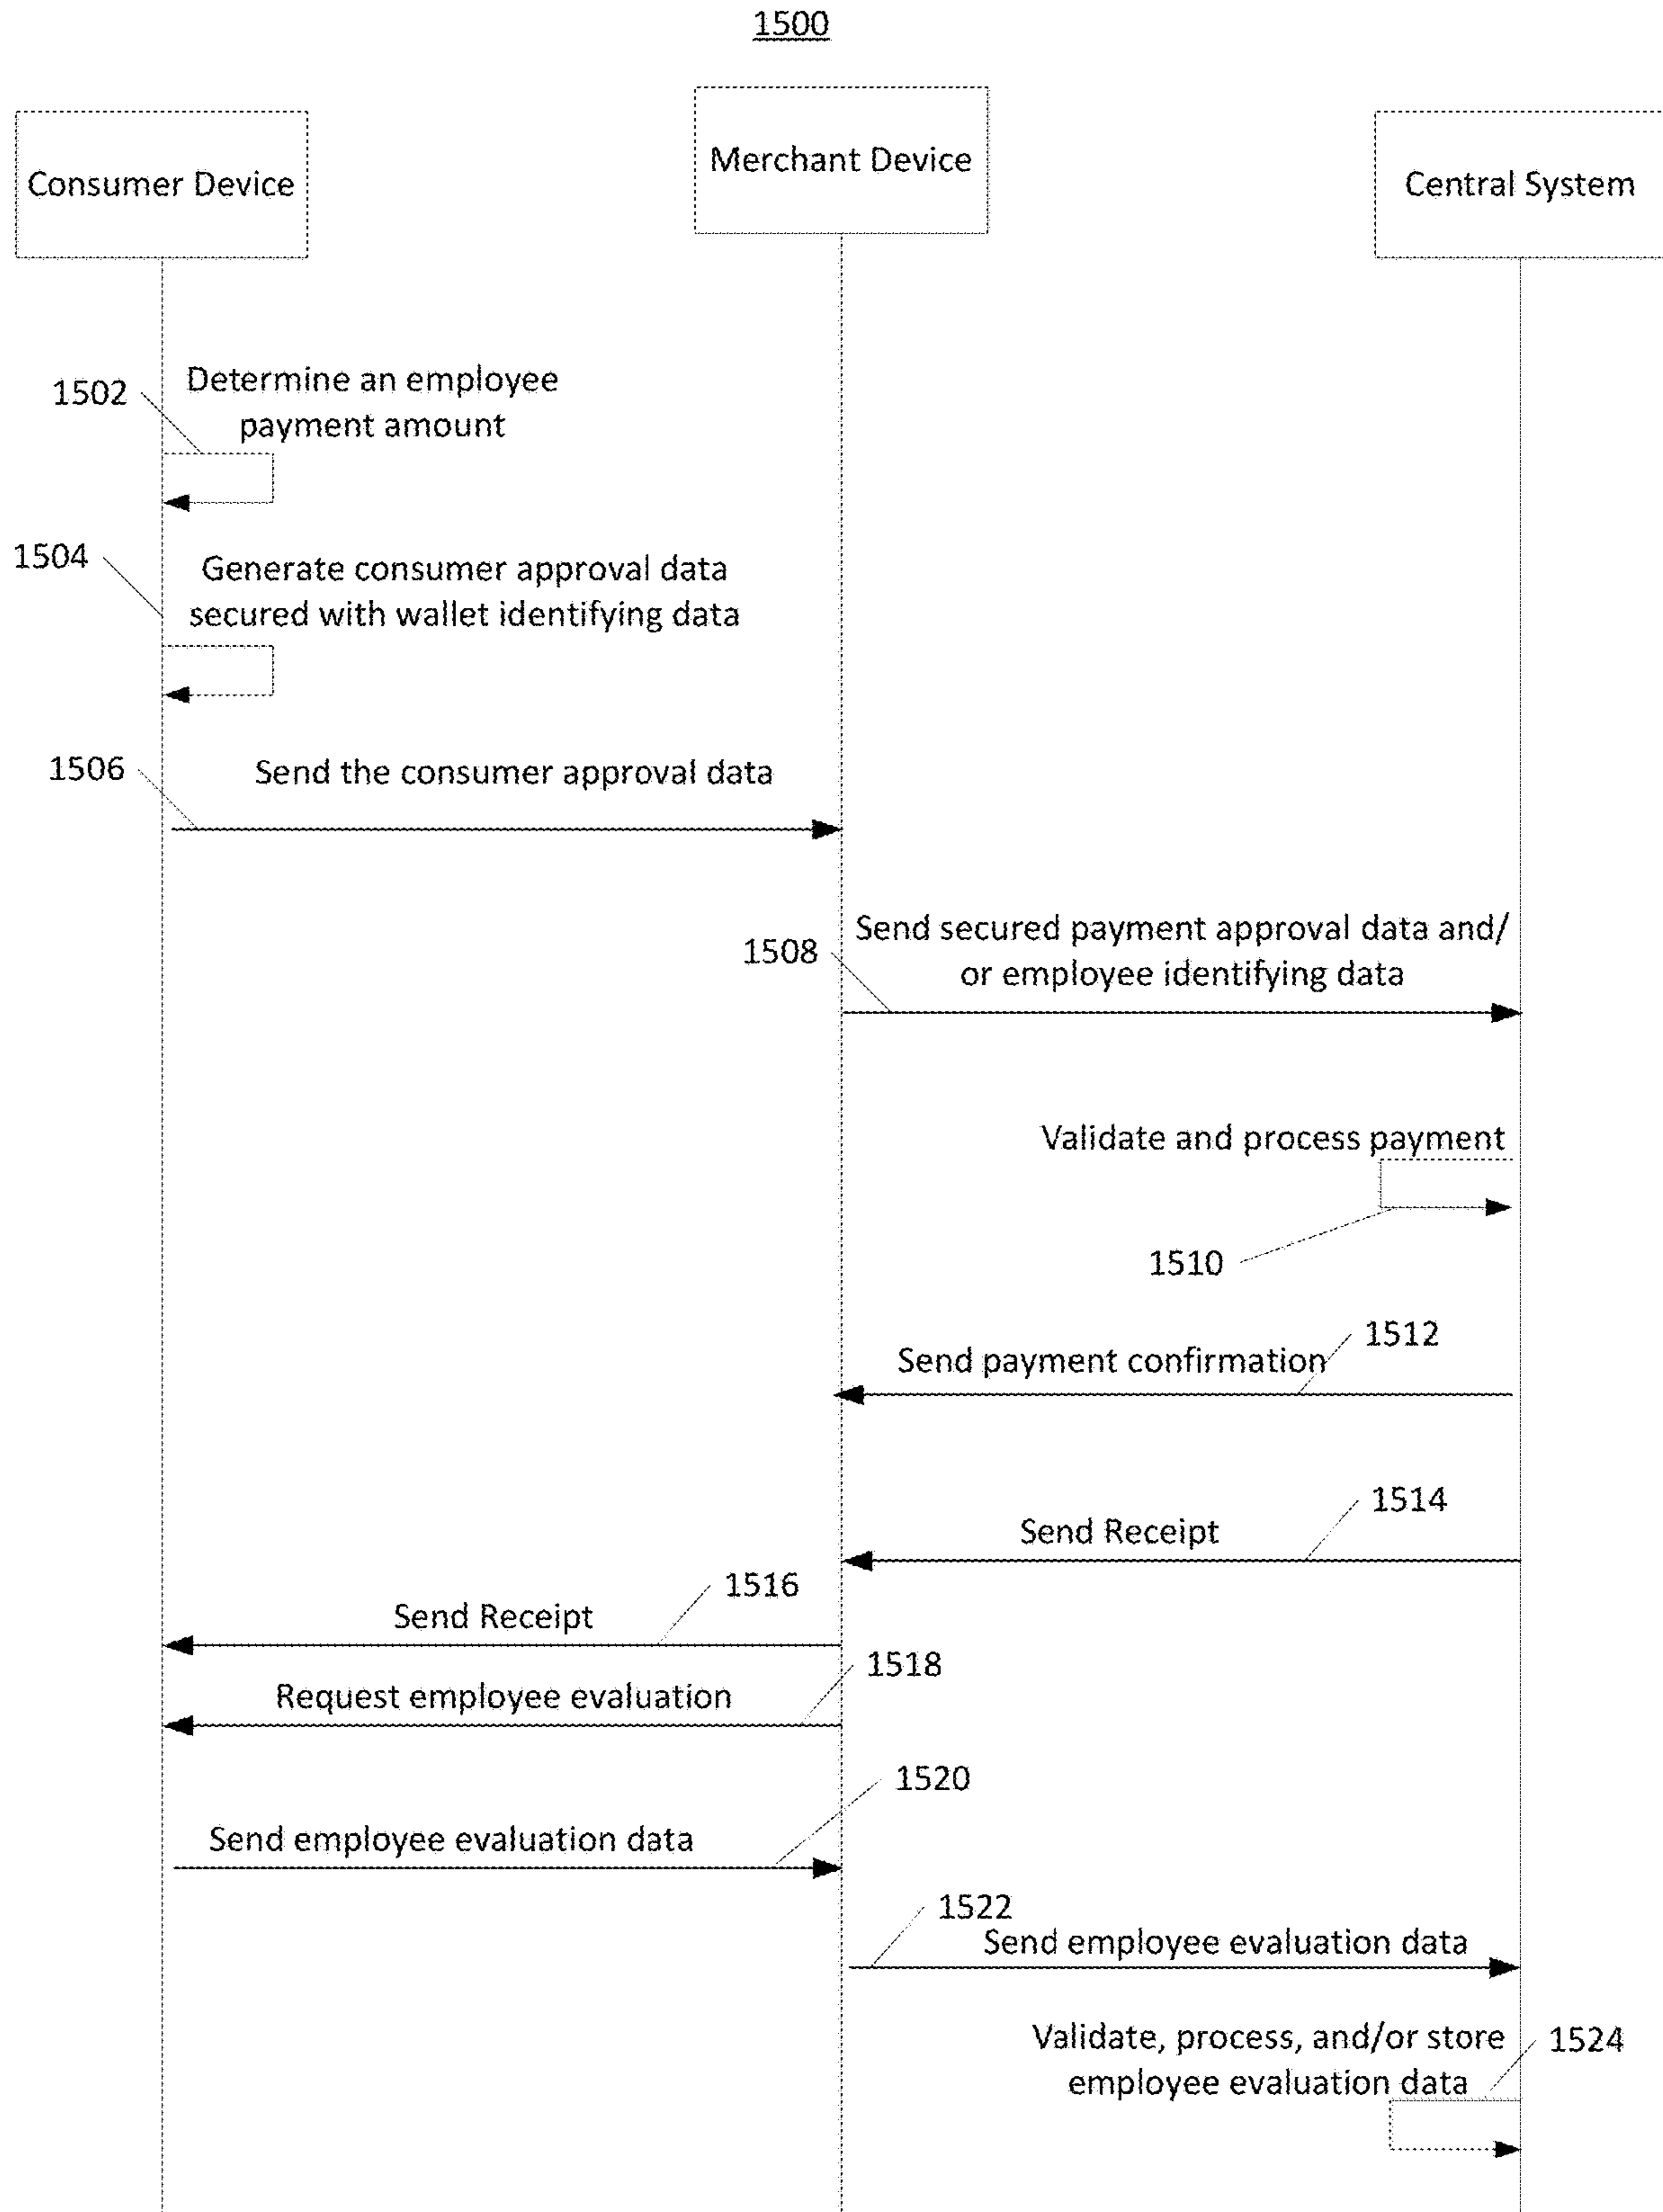 1500
Consumer Device
Merchant Device
Central System
1502
Determine an employee
payment amount
1504
Generate consumer approval data
secured with wallet identifying data
1506
Send the consumer approval data
1508
Send secured payment approval data and/
or employee identifying data
Validate and process payment
1510
1512
Send payment confirmation
1514
Send Receipt
1516
Send Receipt
1518
Request employee evaluation
1520
Send employee evaluation data
1522
Send employee evaluation data
Validate, process, and/or store
employee evaluation data
1524